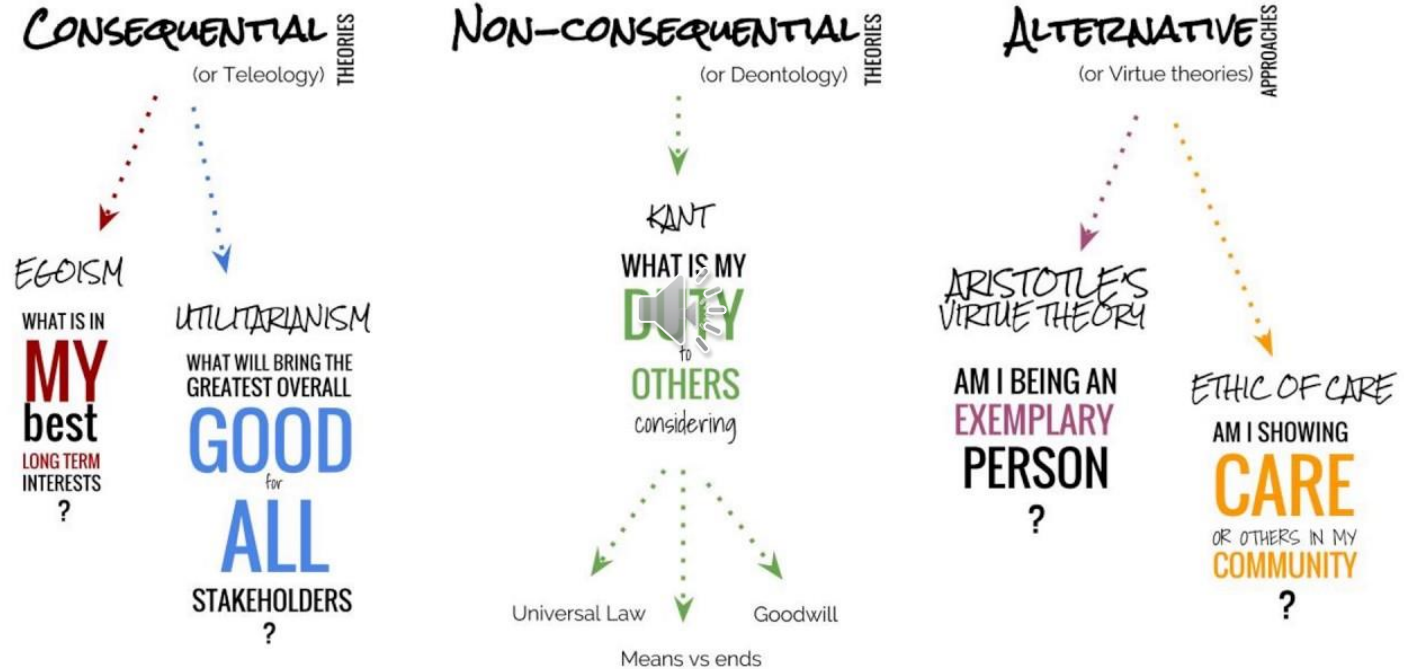 CONSEQUENTIAL THEORIES
(or Teleology)
EGOISM
WHAT IS IN
MY
best
LONG TERM
INTERESTS
?
UTILITARIANISM
WHAT WILL BRING THE
GREATEST OVERALL
GOOD
for
ALL
STAKEHOLDERS
?
NON-CONSEQUENTIAL THEORIES
(or Deontology)
KANT
WHAT IS MY
DUTY
to
OTHERS
considering
Universal Law
Means vs ends
Goodwill
ALTERNATIVE APPROACHES
(or Virtue theories)
ARISTOTLE'S
VIRTUE THEORY
AM I BEING AN
EXEMPLARY
PERSON
?
ETHIC OF CARE
AM I SHOWING
CARE
OR OTHERS IN MY
COMMUNITY
?